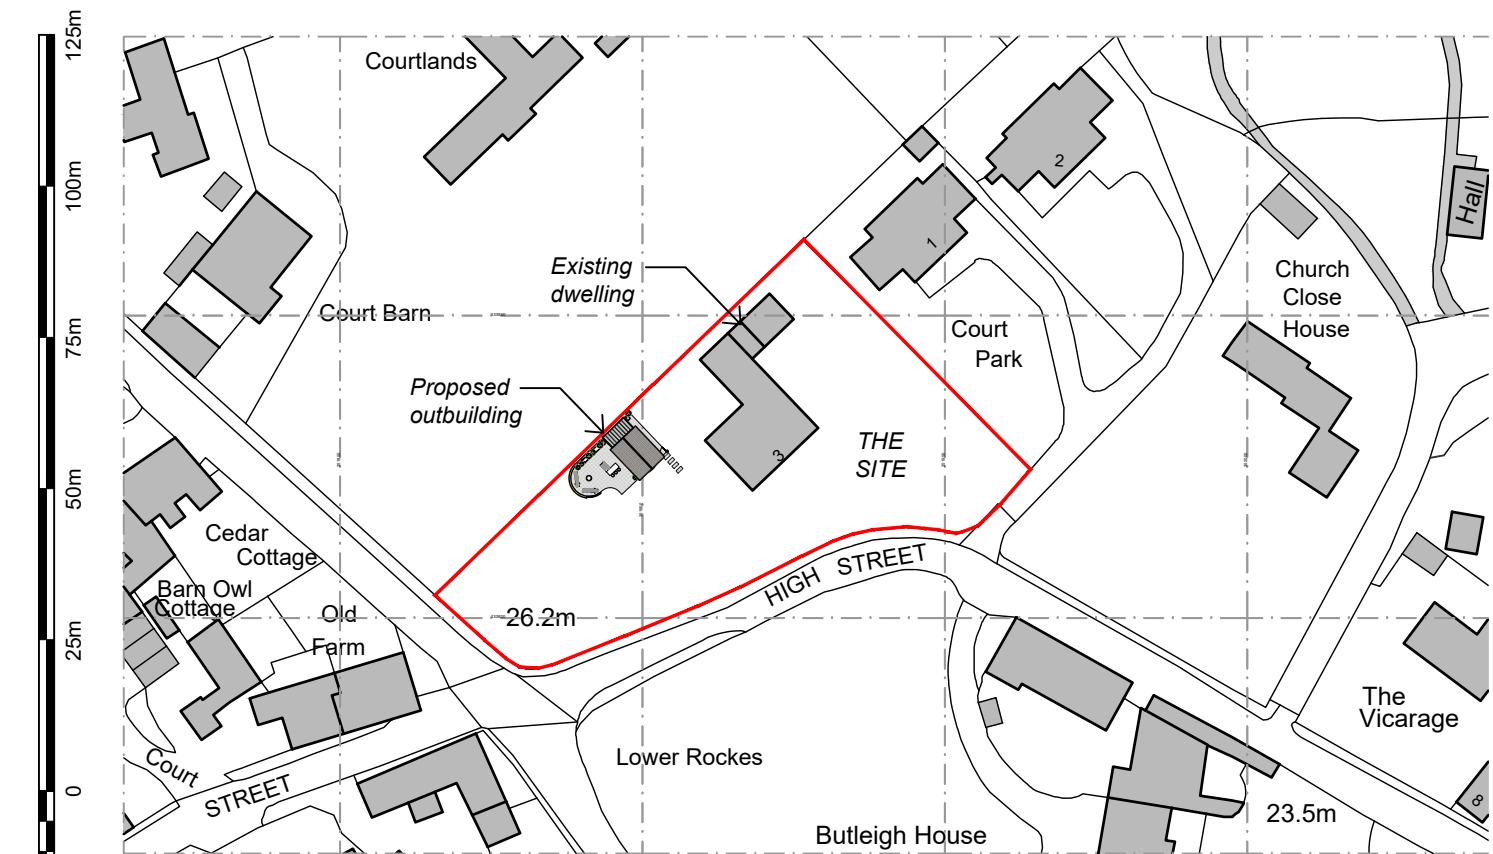 125m
100m
75m
50m
25m
0
Courtlands
2
1
Hall
Existing
dwelling
Church
Close
House
Court Barn
Court
Park
Proposed
outbuilding
3
THE
SITE
Cedar
Cottage
Barn Owl
Cottage
Old
Farm
26.2m
HIGH STREET
The
Vicarage
Court
STREET
Lower Rockes
Butleigh House
23.5m
8